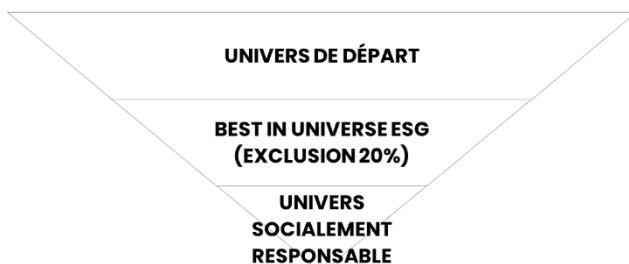 UNIVERS DE DÉPART
BEST IN UNIVERSE ESG
(EXCLUSION 20%)
UNIVERS
SOCIALEMENT
RESPONSABLE